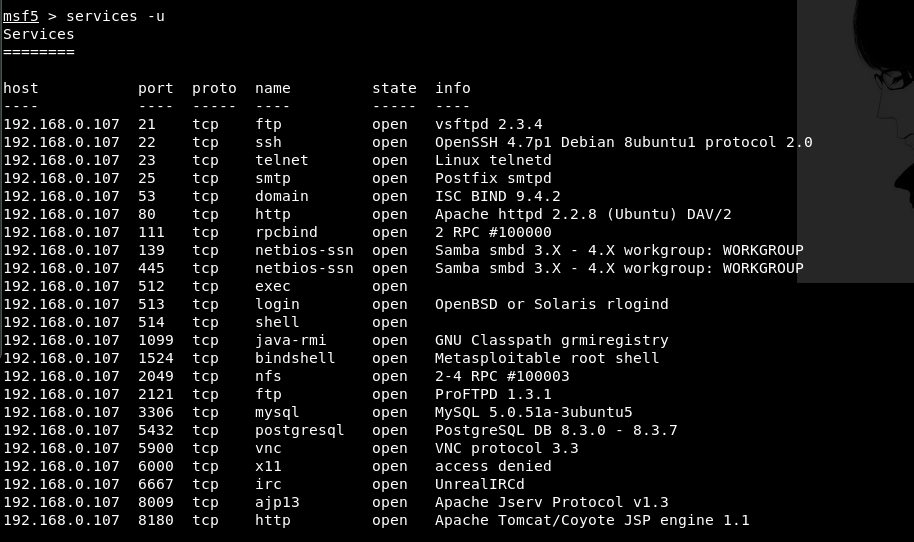 msf5 > services -u
Services
========
host port proto name state info
---- ---- ----- ---- ----- ----
192.168.0.107 21 tcp ftp open vsftpd 2.3.4
192.168.0.107 22 tcp ssh open OpenSSH 4.7p1 Debian 8ubuntu1 protocol 2.0
192.168.0.107 23 tcp telnet open Linux telnetd
192.168.0.107 25 tcp smtp open Postfix smtpd
192.168.0.107 53 tcp domain open ISC BIND 9.4.2
192.168.0.107 80 tcp http open Apache httpd 2.2.8 (Ubuntu) DAV/2
192.168.0.107 111 tcp rpcbind open 2 RPC #100000
192.168.0.107 139 tcp netbios-ssn open Samba smbd 3.X - 4.X workgroup: WORKGROUP
192.168.0.107 445 tcp netbios-ssn open Samba smbd 3.X - 4.X workgroup: WORKGROUP
192.168.0.107 512 tcp exec open
192.168.0.107 513 tcp login open OpenBSD or Solaris rlogind
192.168.0.107 514 tcp shell open
192.168.0.107 1099 tcp java-rmi open GNU Classpath grmiregistry
192.168.0.107 1524 tcp bindshell open Metasploitable root shell
192.168.0.107 2049 tcp nfs open 2-4 RPC #100003
192.168.0.107 2121 tcp ftp open ProFTPD 1.3.1
192.168.0.107 3306 tcp mysql open MySQL 5.0.51a-3ubuntu5
192.168.0.107 5432 tcp postgresql open PostgreSQL DB 8.3.0 - 8.3.7
192.168.0.107 5900 tcp vnc open VNC protocol 3.3
192.168.0.107 6000 tcp x11 open access denied
192.168.0.107 6667 tcp irc open UnrealIRCd
192.168.0.107 8009 tcp ajp13 open Apache Jserv Protocol v1.3
192.168.0.107 8180 tcp http open Apache Tomcat/Coyote JSP engine 1.1